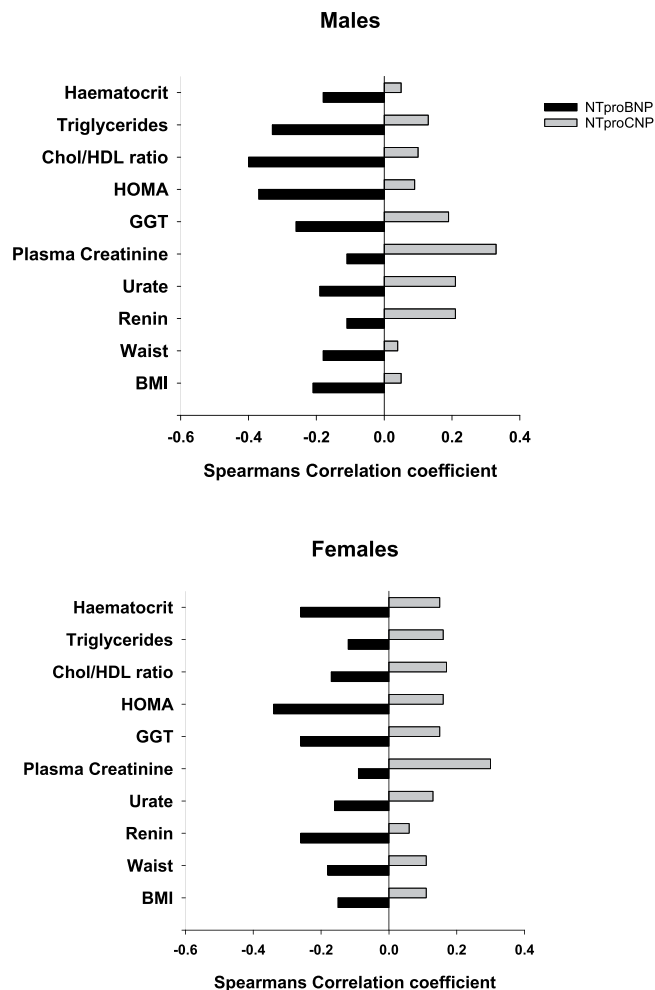 Males
NTproBNP
NTproCNP
Haematocrit
Triglycerides
Chol/HDL ratio
HOMA
GGT
Plasma Creatinine
Urate
Renin
Waist
BMI
-0.6 -0.4 -0.2 0.0 0.2 0.4
Spearmans Correlation coefficient
Females
Haematocrit
Triglycerides
Chol/HDL ratio
HOMA
GGT
Plasma Creatinine
Urate
Renin
Waist
BMI
-0.6 -0.4 -0.2 0.0 0.2 0.4
Spearmans Correlation coefficient